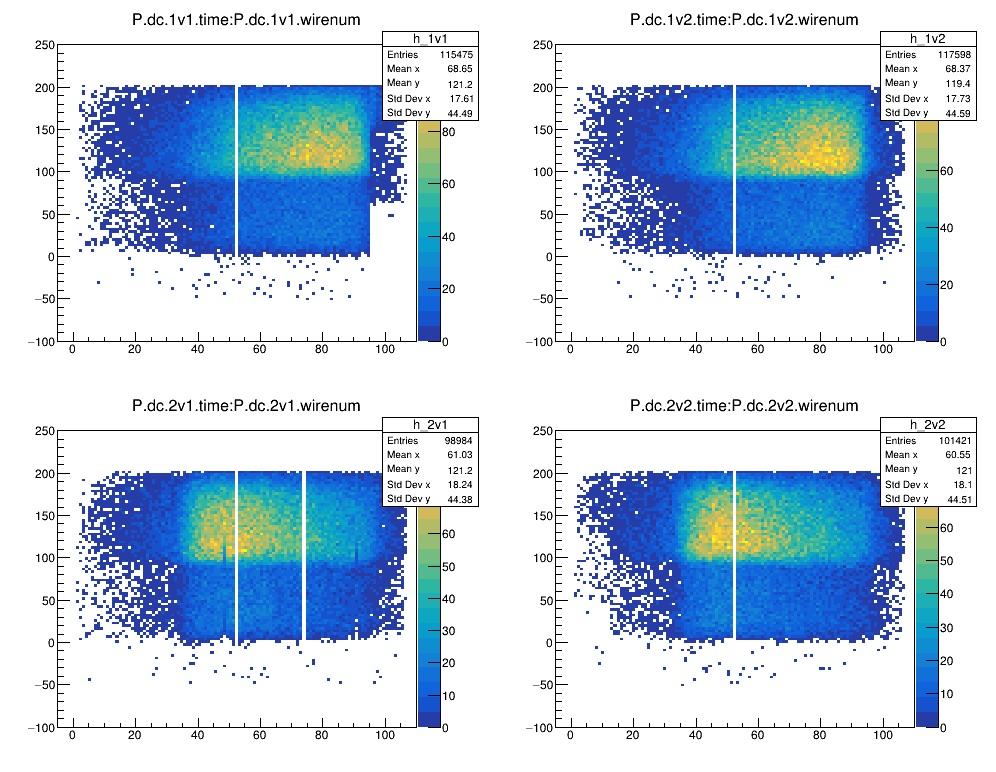 P.dc.1v1.time:P.dc.1v1.wirenum
h_1v1
Entries 115475
Mean x 68.65
Mean y 121.2
Std Dev x 17.61
Std Dev y 44.49
250
200
150
100
50
0
−50
−100
0 20 40 60 80 100
80
60
40
20
0
P.dc.1v2.time:P.dc.1v2.wirenum
h_1v2
Entries 117598
Mean x 68.37
Mean y 119.4
Std Dev x 17.73
Std Dev y 44.59
250
200
150
100
50
0
−50
−100
0 20 40 60 80 100
60
40
20
0
P.dc.2v1.time:P.dc.2v1.wirenum
h_2v1
Entries 98984
Mean x 61.03
Mean y 121.2
Std Dev x 18.24
Std Dev y 44.38
250
200
150
100
50
0
−50
−100
0 20 40 60 80 100
60
50
40
30
20
10
0
P.dc.2v2.time:P.dc.2v2.wirenum
h_2v2
Entries 101421
Mean x 60.55
Mean y 121
Std Dev x 18.1
Std Dev y 44.51
250
200
150
100
50
0
−50
−100
0 20 40 60 80 100
60
50
40
30
20
10
0